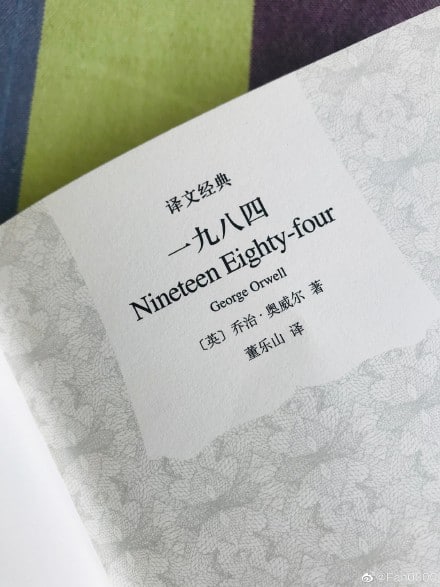 译文经典
一九八四
Nineteen Eighty-four
George Orwell
〔英〕乔治·奥威尔 著
董乐山 译